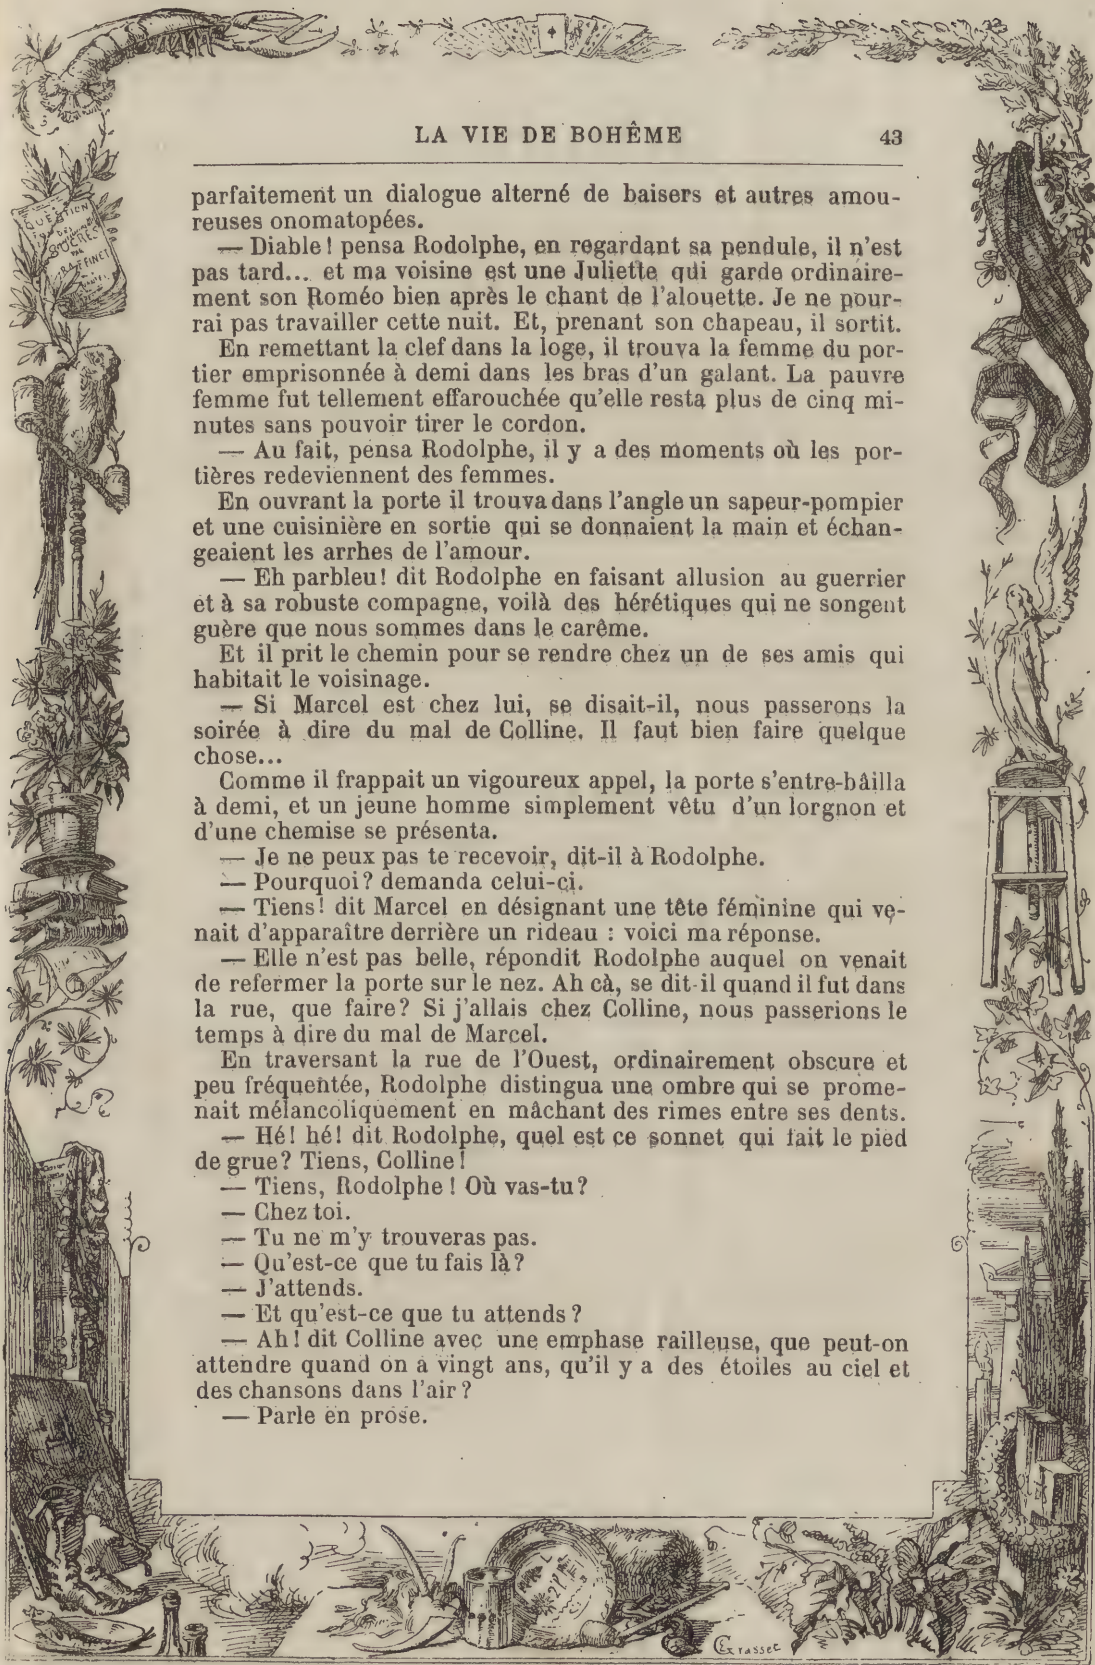 LA VIE DE BOHÊME 43
parfaitement un dialogue alterné de baisers et autres amou-
reuses onomatopées.
— Diable! pensa Rodolphe, en regardant sa pendule, il n'est
pas tard... et ma voisine est une Juliette qui garde ordinaire-
ment son Roméo bien après le chant de l'alouette. Je ne pour-
rai pas travailler cette nuit. Et, prenant son chapeau, il sortit.
En remettant la clef dans la loge, il trouva la femme du por-
tier emprisonnée à demi dans les bras d'un galant. La pauvre
femme fut tellement effarouchée qu'elle resta plus de cinq mi-
nutes sans pouvoir tirer le cordon.
— Au fait, pensa Rodolphe, il y a des moments où les por-
tières redeviennent des femmes.
En ouvrant la porte il trouva dans l'angle un sapeur-pompier
et une cuisinière en sortie qui se donnaient la main et échan-
geaient les arrhes de l'amour.
— Eh parbleu! dit Rodolphe en faisant allusion au guerrier
et à sa robuste compagne, voilà des hérétiques qui ne songent
guère que nous sommes dans le carême.
Et il prit le chemin pour se rendre chez un de ses amis qui
habitait le voisinage.
— Si Marcel est chez lui, se disait-il, nous passerons la
soirée à dire du mal de Colline. Il faut bien faire quelque
chose...
Comme il frappait un vigoureux appel, la porte s'entre-bâilla
à demi, et un jeune homme simplement vêtu d'un lorgnon et
d'une chemise se présenta.
— Je ne peux pas te recevoir, dit-il à Rodolphe.
— Pourquoi? demanda celui-ci.
— Tiens! dit Marcel en désignant une tête féminine qui ve-
nait d'apparaître derrière un rideau : voici ma réponse.
— Elle n'est pas belle, répondit Rodolphe auquel on venait
de refermer la porte sur le nez. Ah cà, se dit-il quand il fut dans
la rue, que faire? Si j'allais chez Colline, nous passerions le
temps à dire du mal de Marcel.
En traversant la rue de l'Ouest, ordinairement obscure et
peu fréquentée, Rodolphe distingua une ombre qui se prome-
nait mélancoliquement en mâchant des rimes entre ses dents.
— Hé! hé! dit Rodolphe, quel est ce sonnet qui fait le pied
de grue? Tiens, Colline!
— Tiens, Rodolphe! Où vas-tu?
— Chez toi.
— Tu ne m'y trouveras pas.
— Qu'est-ce que tu fais là?
— J'attends.
— Et qu'est-ce que tu attends?
— Ah! dit Colline avec une emphase railleuse, que peut-on
attendre quand on a vingt ans, qu'il y a des étoiles au ciel et
des chansons dans l'air?
— Parle en prose.
QUESTION
DES
SUCRES
PAR
RAFFINET
EGrasset